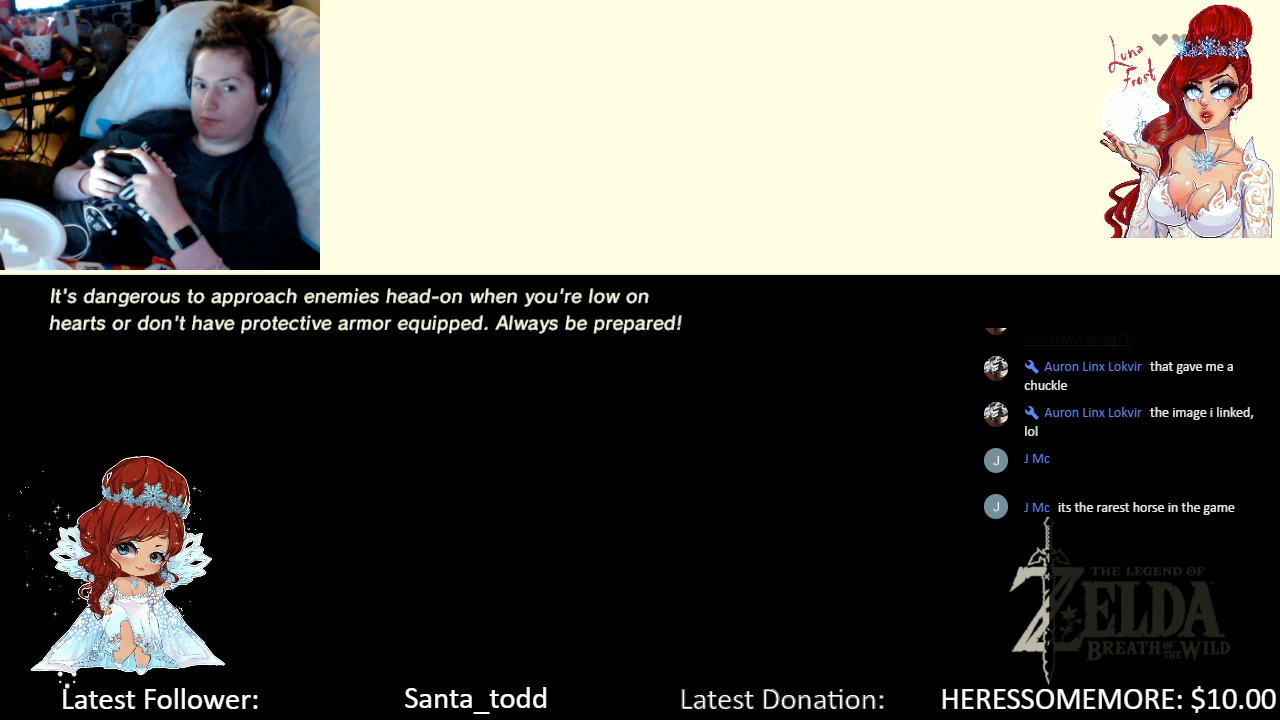 Luna
Frost
It's dangerous to approach enemies head-on when you're low on
hearts or don't have protective armor equipped. Always be prepared!
Auron Linx Lokvir that gave me a
chuckle
Auron Linx Lokvir the image i linked,
lol
J
J Mc
J
J Mc its the rarest horse in the game
THE LEGEND OF
ZELDA
BREATH OF THE WILD
Latest Follower:
Santa_todd
Latest Donation:
HERESSOMEMORE: $10.00